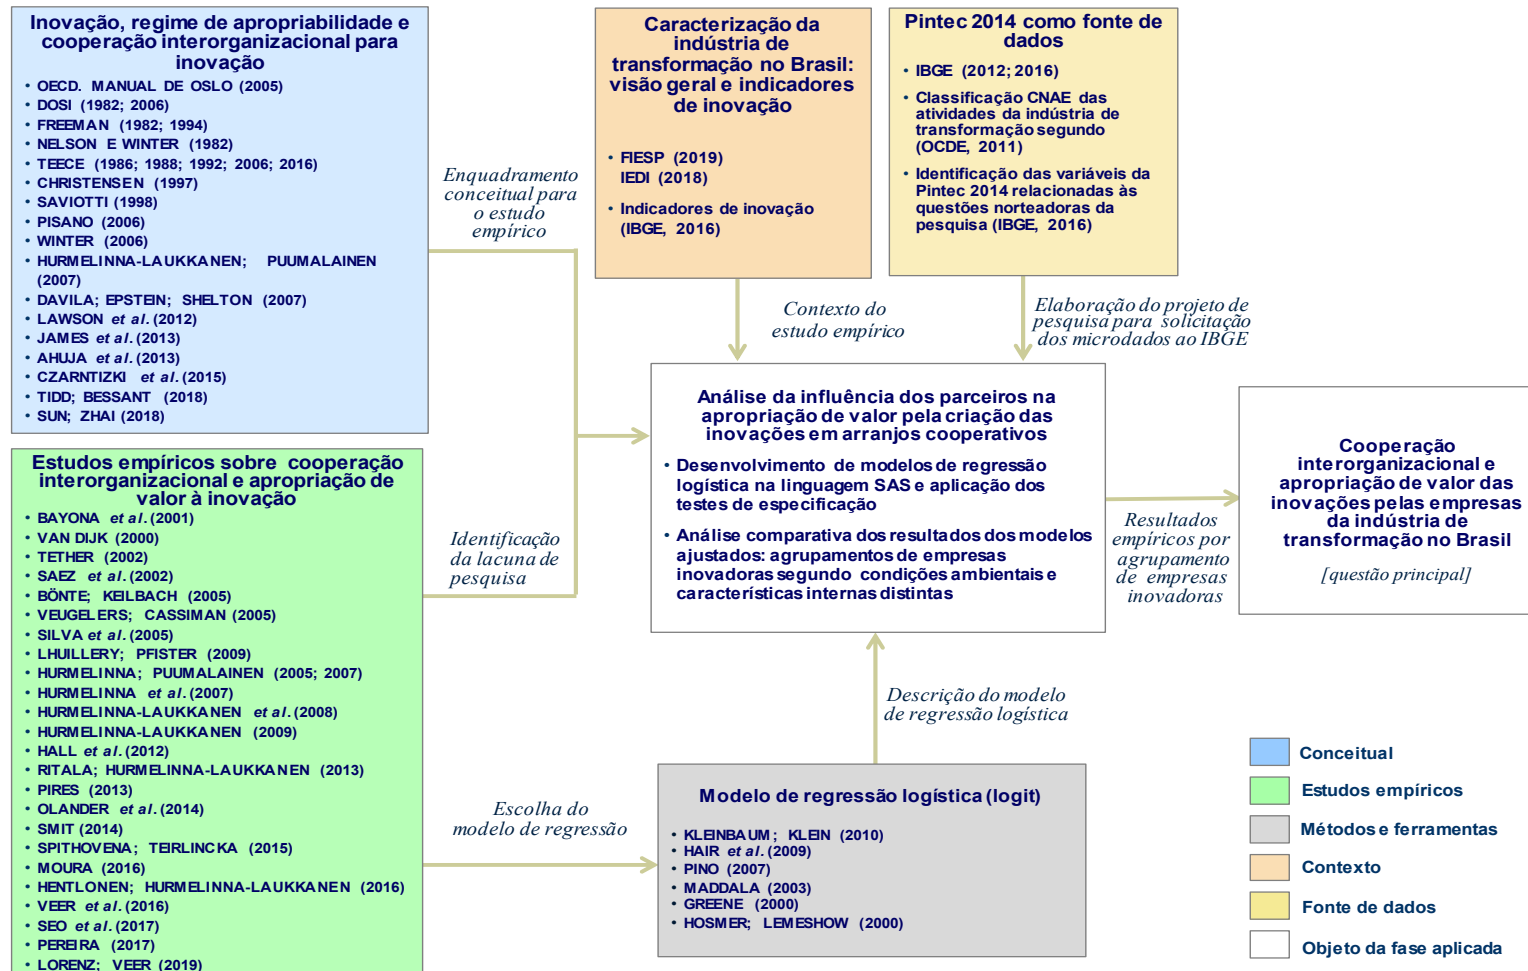 Inovação, regime de apropriabilidade e
cooperação interorganizacional para
inovação
• OECD. MANUAL DE OSLO (2005)
• DOSI (1982; 2006)
• FREEMAN (1982; 1994)
• NELSON E WINTER (1982)
• TEECE (1986; 1988; 1992; 2006; 2016)
• CHRISTENSEN (1997)
• SAVIOTTI (1998)
• PISANO (2006)
• WINTER (2006)
• HURMELINNA-LAUKKANEN; PUUMALAINEN
(2007)
• DAVILA; EPSTEIN; SHELTON (2007)
• LAWSON et al. (2012)
• JAMES et al. (2013)
• AHUJA et al. (2013)
• CZARNTIZKI et al. (2015)
• TIDD; BESSANT (2018)
• SUN; ZHAI (2018)
Estudos empíricos sobre cooperação
interorganizacional e apropriação de
valor à inovação
• BAYONA et al. (2001)
• VAN DIJK (2000)
• TETHER (2002)
• SAEZ et al. (2002)
• BÖNTE; KEILBACH (2005)
• VEUGELERS; CASSIMAN (2005)
• SILVA et al. (2005)
• LHUILLERY; PFISTER (2009)
• HURMELINNA; PUUMALAINEN (2005; 2007)
• HURMELINNA et al. (2007)
• HURMELINNA-LAUKKANEN et al. (2008)
• HURMELINNA-LAUKKANEN (2009)
• HALL et al. (2012)
• RITALA; HURMELINNA-LAUKKANEN (2013)
• PIRES (2013)
• OLANDER et al. (2014)
• SMIT (2014)
• SPITHOVENA; TEIRLINCKA (2015)
• MOURA (2016)
• HENTLONEN; HURMELINNA-LAUKKANEN (2016)
• VEER et al. (2016)
• SEO et al. (2017)
• PEREIRA (2017)
• LORENZ; VEER (2019)
Enquadramento
conceitual para
o estudo
empírico
Identificação
da lacuna de
pesquisa
Escolha do
modelo de regressão
Caracterização da
indústria de
transformação no Brasil:
visão geral e indicadores
de inovação
• FIESP (2019)
IEDI (2018)
• Indicadores de inovação
(IBGE, 2016)
Contexto do
estudo empírico
Pintec 2014 como fonte de
dados
• IBGE (2012; 2016)
• Classificação CNAE das
atividades da indústria de
transformação segundo
(OCDE, 2011)
• Identificação das variáveis da
Pintec 2014 relacionadas às
questões norteadoras da
pesquisa (IBGE, 2016)
Elaboração do projeto de
pesquisa para solicitação
dos microdados ao IBGE
Análise da influência dos parceiros na
apropriação de valor pela criação das
inovações em arranjos cooperativos
• Desenvolvimento de modelos de regressão
logística na linguagem SAS e aplicação dos
testes de especificação
• Análise comparativa dos resultados dos modelos
ajustados: agrupamentos de empresas
inovadoras segundo condições ambientais e
características internas distintas
Descrição do modelo
de regressão logística
Modelo de regressão logística (logit)
• KLEINBAUM; KLEIN (2010)
• HAIR et al. (2009)
• PINO (2007)
• MADDALA (2003)
• GREENE (2000)
• HOSMER; LEMESHOW (2000)
Resultados
empíricos por
agrupamento
de empresas
inovadoras
Cooperação
interorganizacional e
apropriação de valor das
inovações pelas empresas
da indústria de
transformação no Brasil
[questão principal]
Conceitual
Estudos empíricos
Métodos e ferramentas
Contexto
Fonte de dados
Objeto da fase aplicada